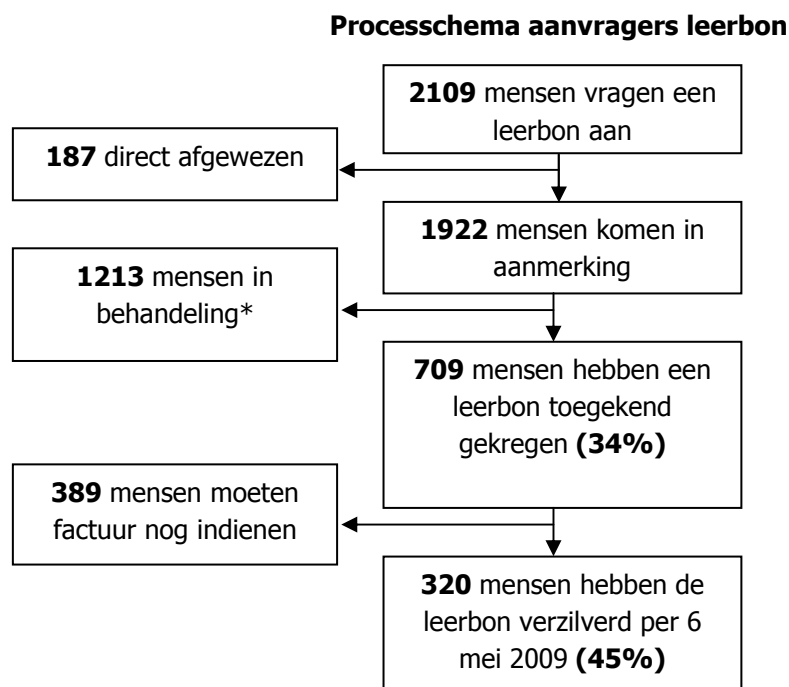 Processchema aanvragers leerbon
2109 mensen vragen een
leerbon aan
187 direct afgewezen
1922 mensen komen in
aanmerking
1213 mensen in
behandeling*
709 mensen hebben een
leerbon toegekend
gekregen (34%)
389 mensen moeten
factuur nog indienen
320 mensen hebben de
leerbon verzilverd per 6
mei 2009 (45%)